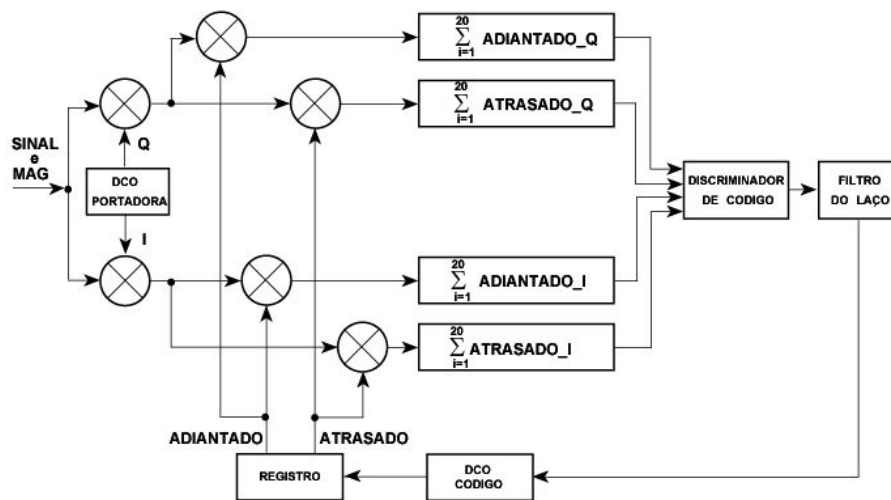 20
∑ ADIANTADO_Q
i=1
20
∑ ATRASADO_Q
i=1
SINAL
e
MAG
Q
DCO
PORTADORA
I
DISCRIMINADOR
DE CODIGO
FILTRO
DO LAÇO
20
∑ ADIANTADO_I
i=1
20
∑ ATRASADO_I
i=1
ADIANTADO
ATRASADO
REGISTRO
DCO
CODIGO